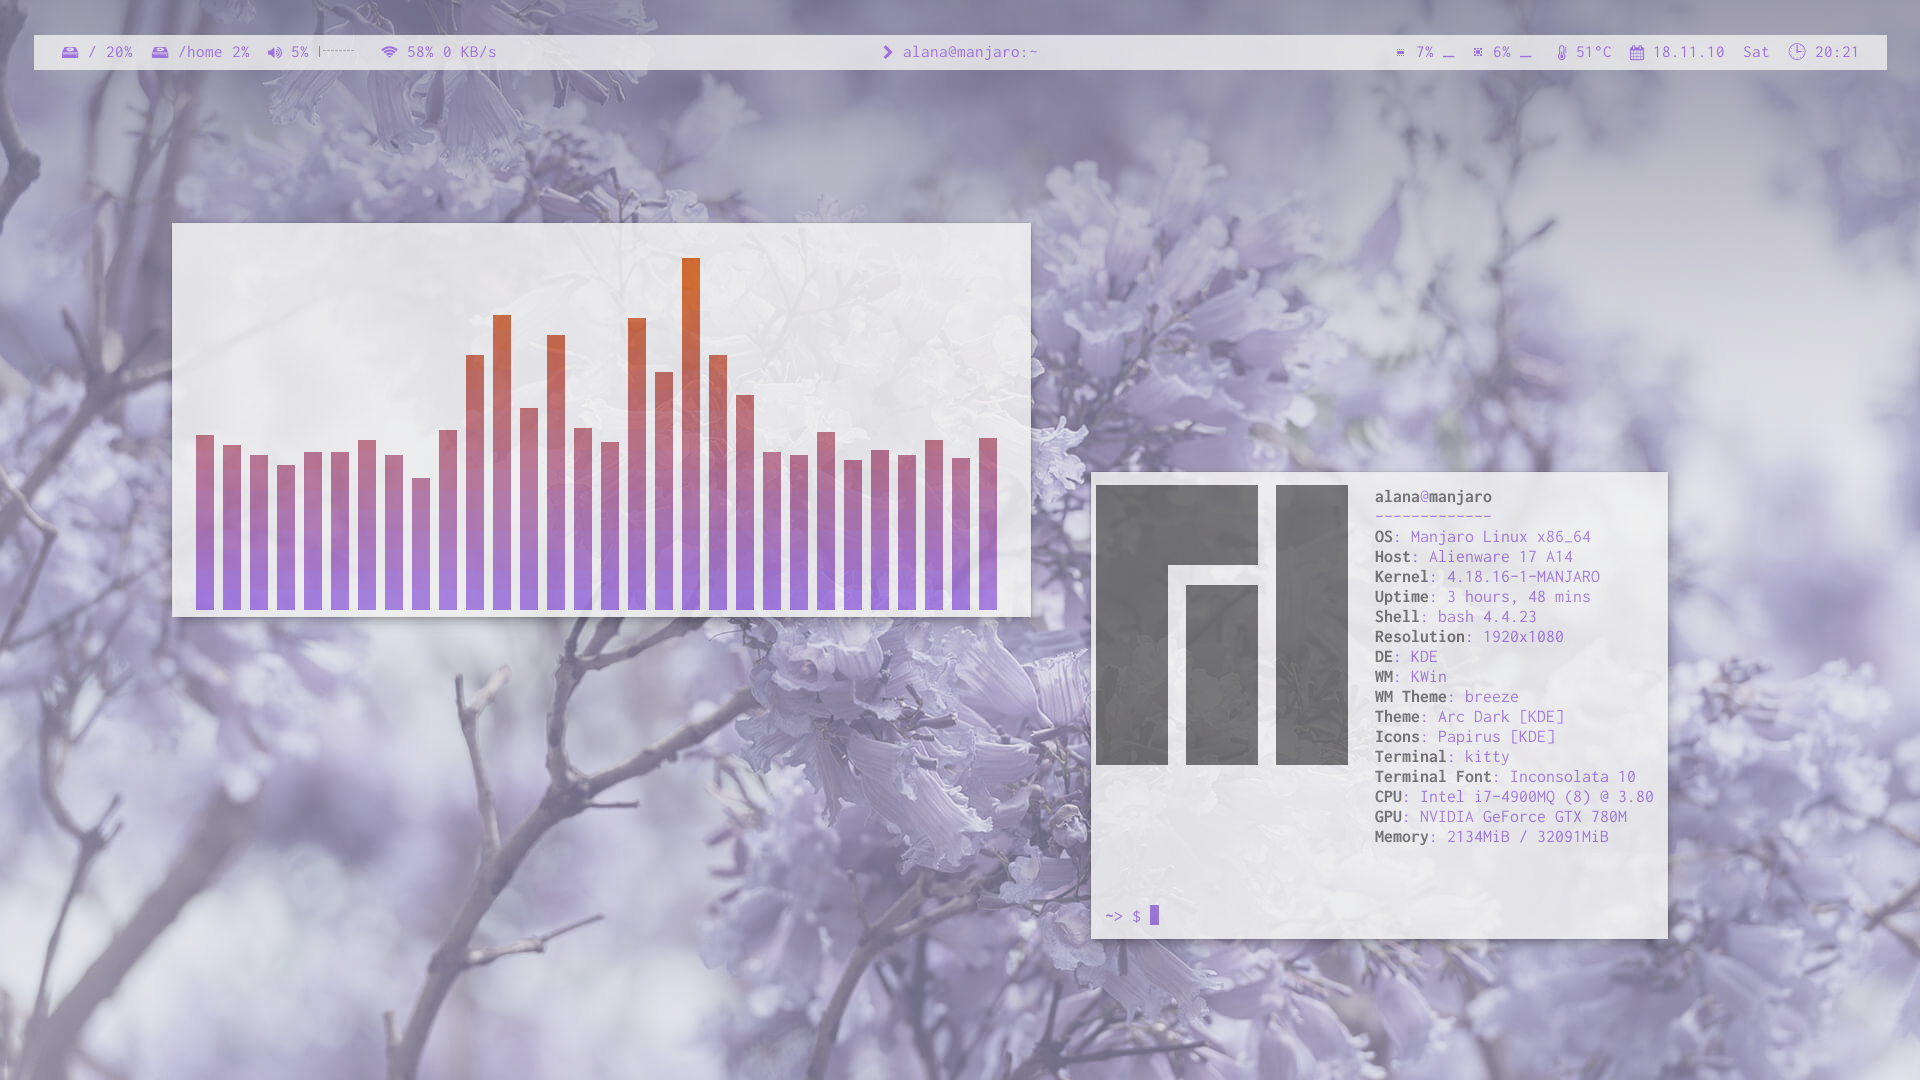 / 20% /home 2% 5% 58% 0 KB/s alana@manjaro:~ 7% 6% 51°C 18.11.10 Sat 20:21
alana@manjaro
-------------
OS: Manjaro Linux x86_64
Host: Alienware 17 A14
Kernel: 4.18.16-1-MANJARO
Uptime: 3 hours, 48 mins
Shell: bash 4.4.23
Resolution: 1920x1080
DE: KDE
WM: KWin
WM Theme: breeze
Theme: Arc Dark [KDE]
Icons: Papirus [KDE]
Terminal: kitty
Terminal Font: Inconsolata 10
CPU: Intel i7-4900MQ (8) @ 3.80
GPU: NVIDIA GeForce GTX 780M
Memory: 2134MiB / 32091MiB
~> $